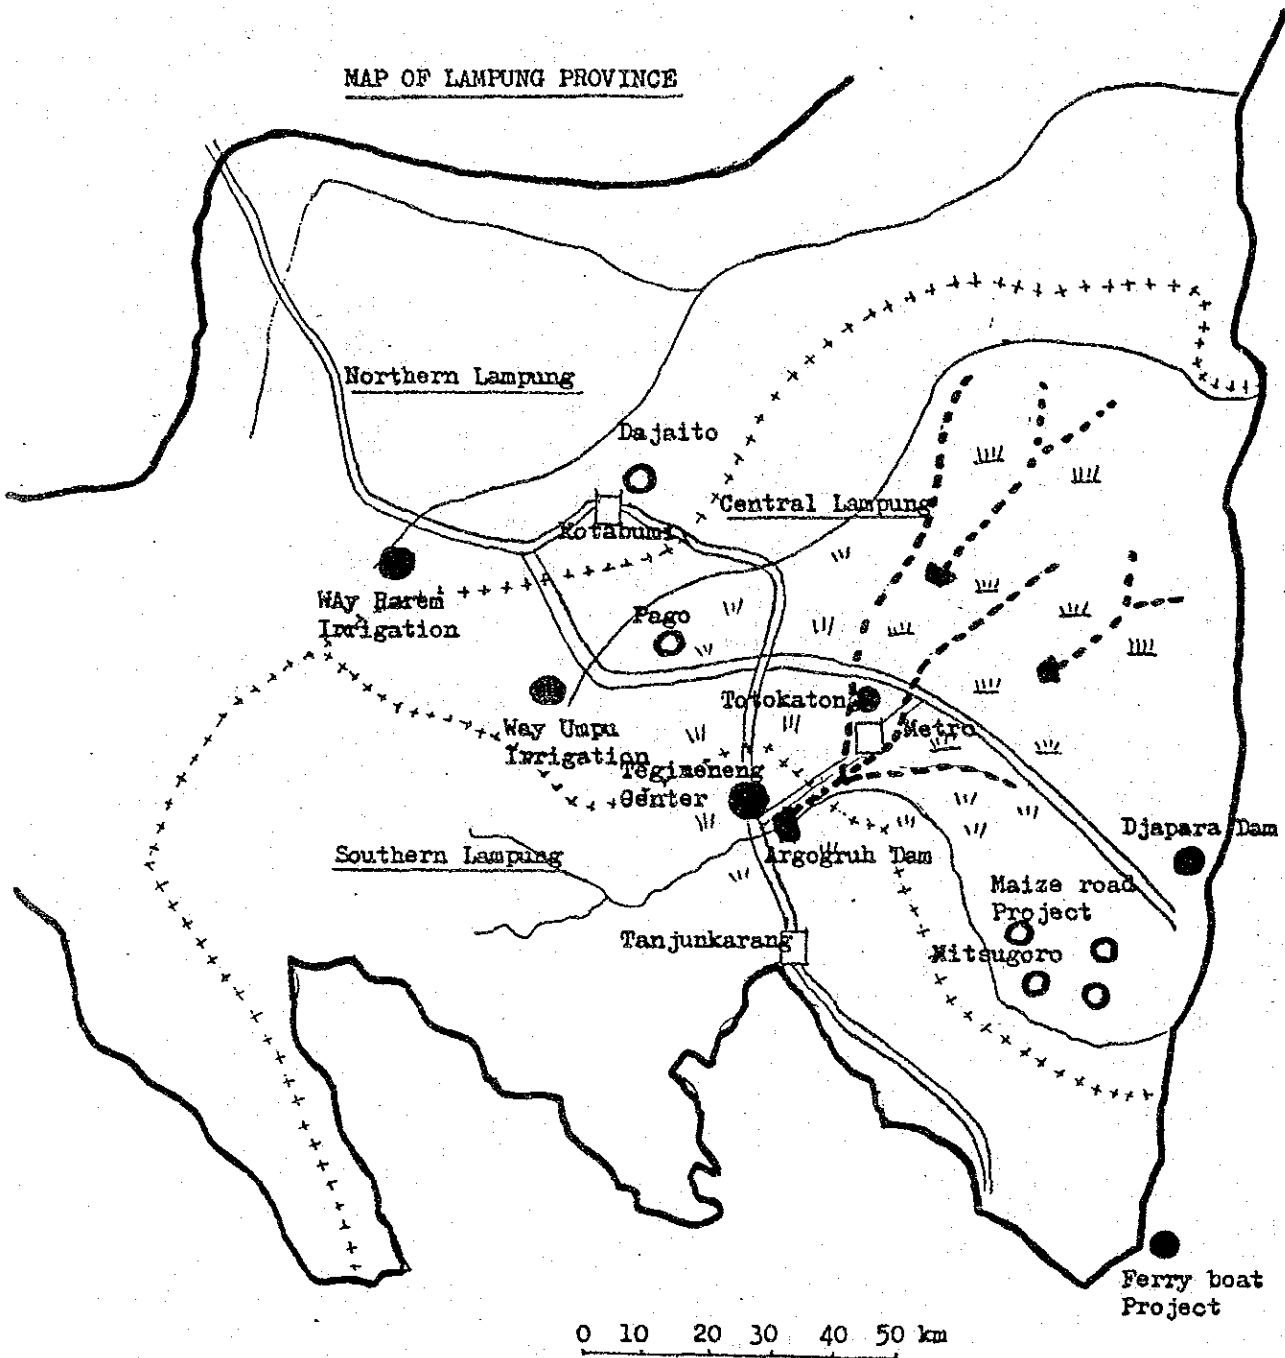 MAP OF LAMPUNG PROVINCE
Northern Lampung
Dajaito
Central Lampung
Kotabumi
WAy Rarem
Irrigation
Pago
Totokaton
Way Umpu
Irrigation
Metro
Tegineneng
Center
Djapara Dam
Southern Lampung
Argogruh Dam
Maize road
Project
Tanjunkarang
Mitsugoro
Ferry boat
Project
0 10 20 30 40 50 km